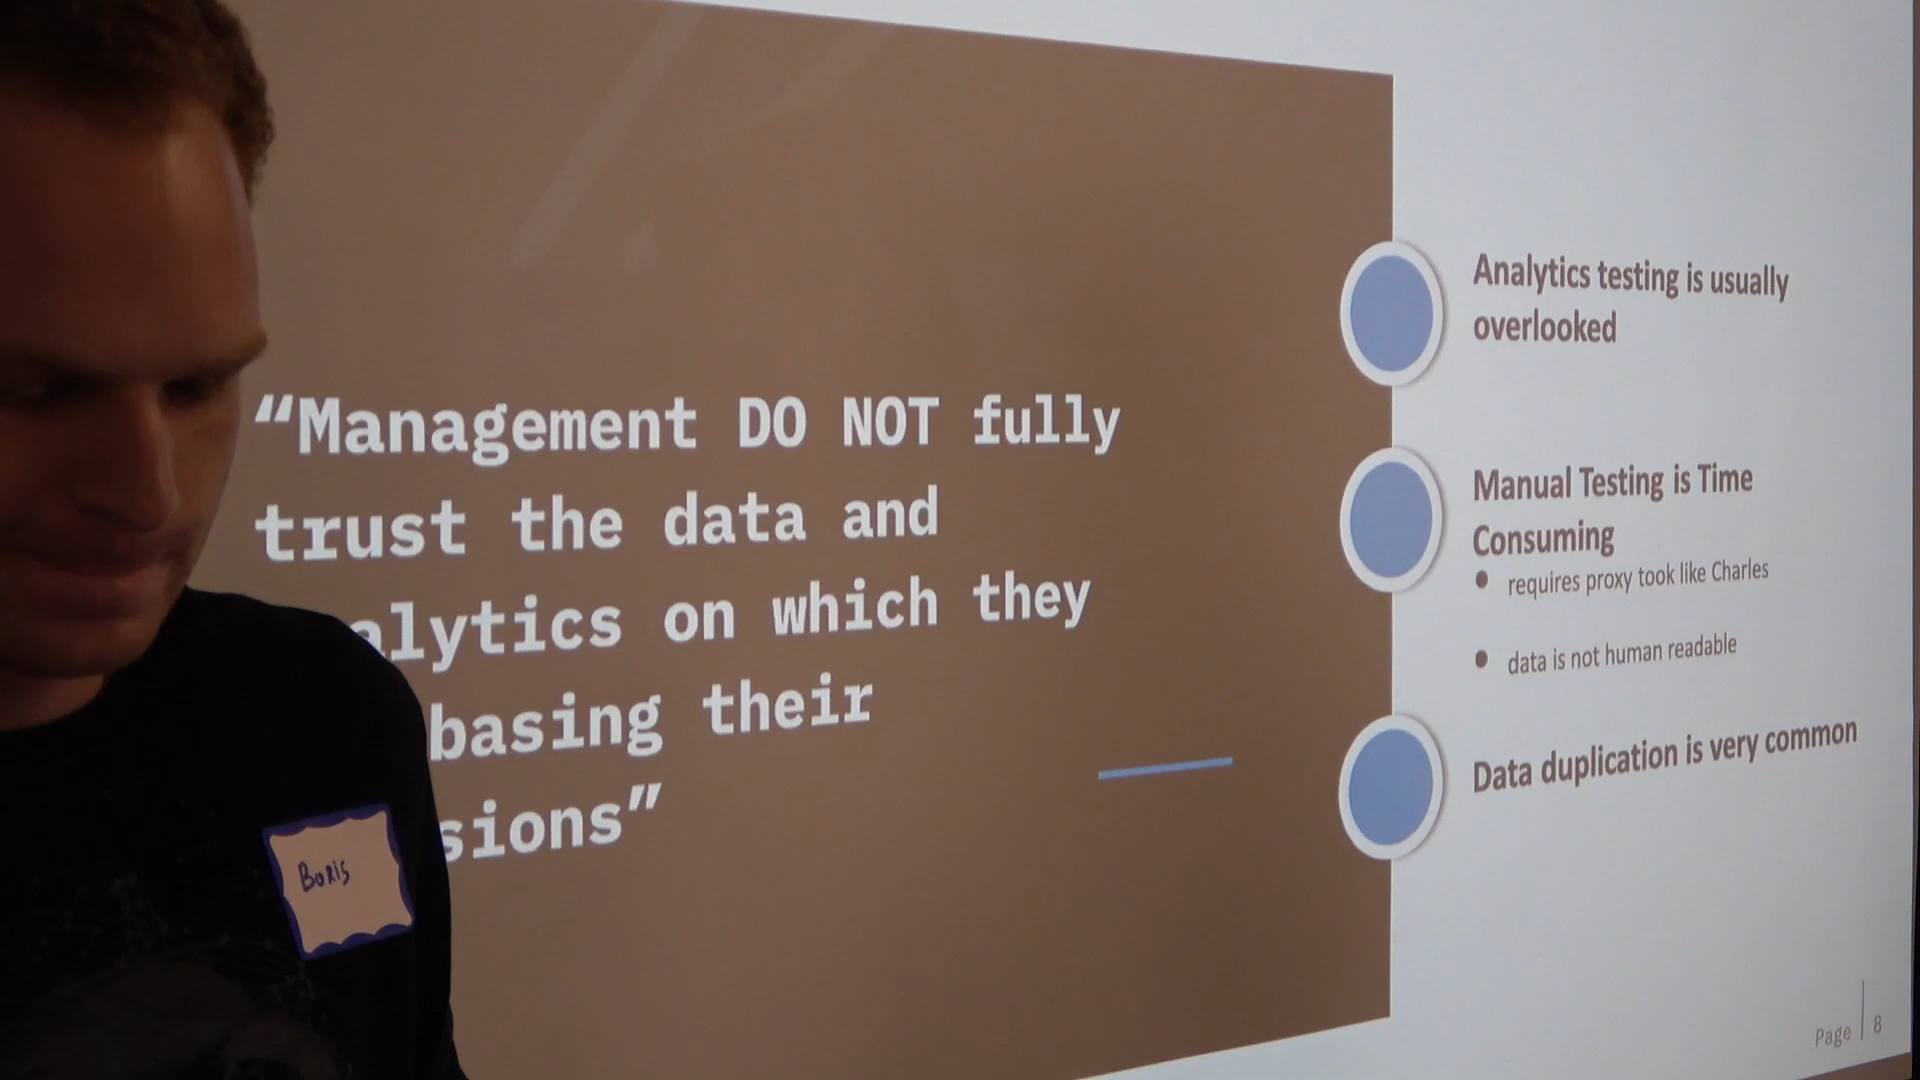 “Management DO NOT fully
trust the data and
alytics on which they
basing their
sions”
Analytics testing is usually
overlooked
Manual Testing is Time
Consuming
• requires proxy took like Charles
• data is not human readable
Data duplication is very common
Page 8
BORIS